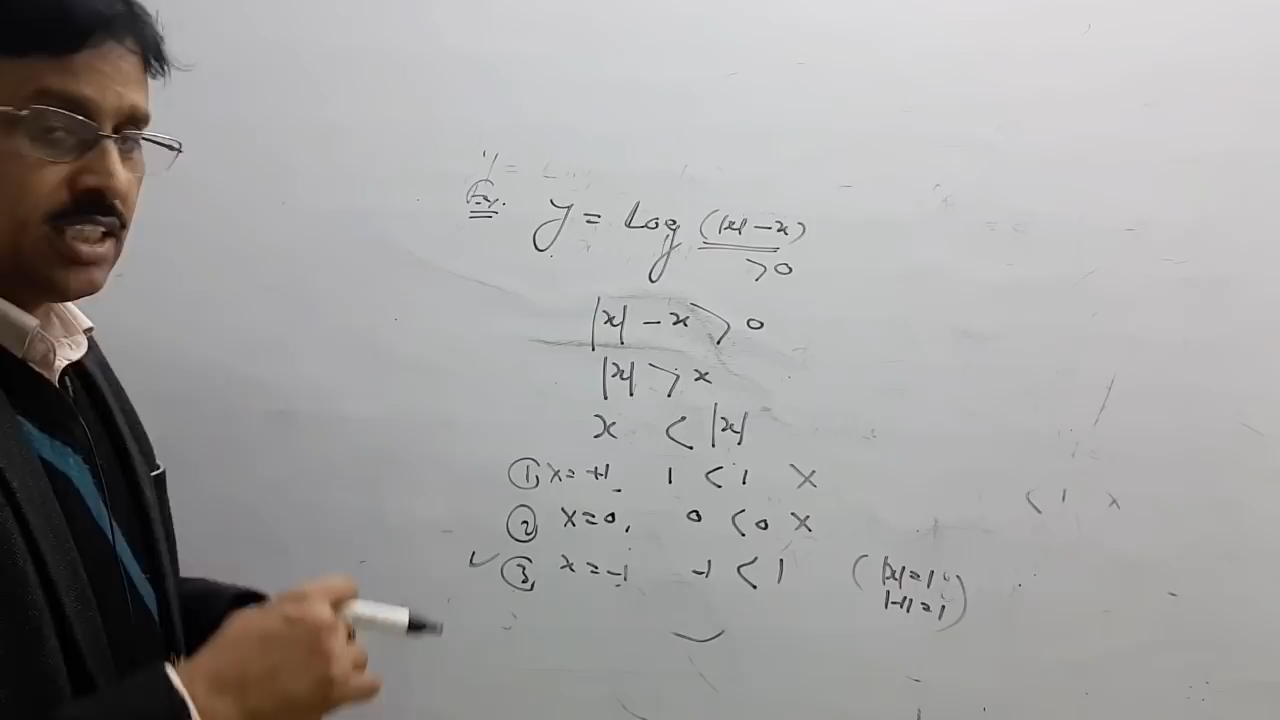 y =
Ex. y = Log (|x| - x)
> 0
|x| - x > 0
|x| > x
x < |x|
① x = +1 1 < 1 X
< 1 x
② x = 0, 0 < 0 X
✓ ③ x = -1 -1 < 1 (|x| = 1
|-1| = 1)